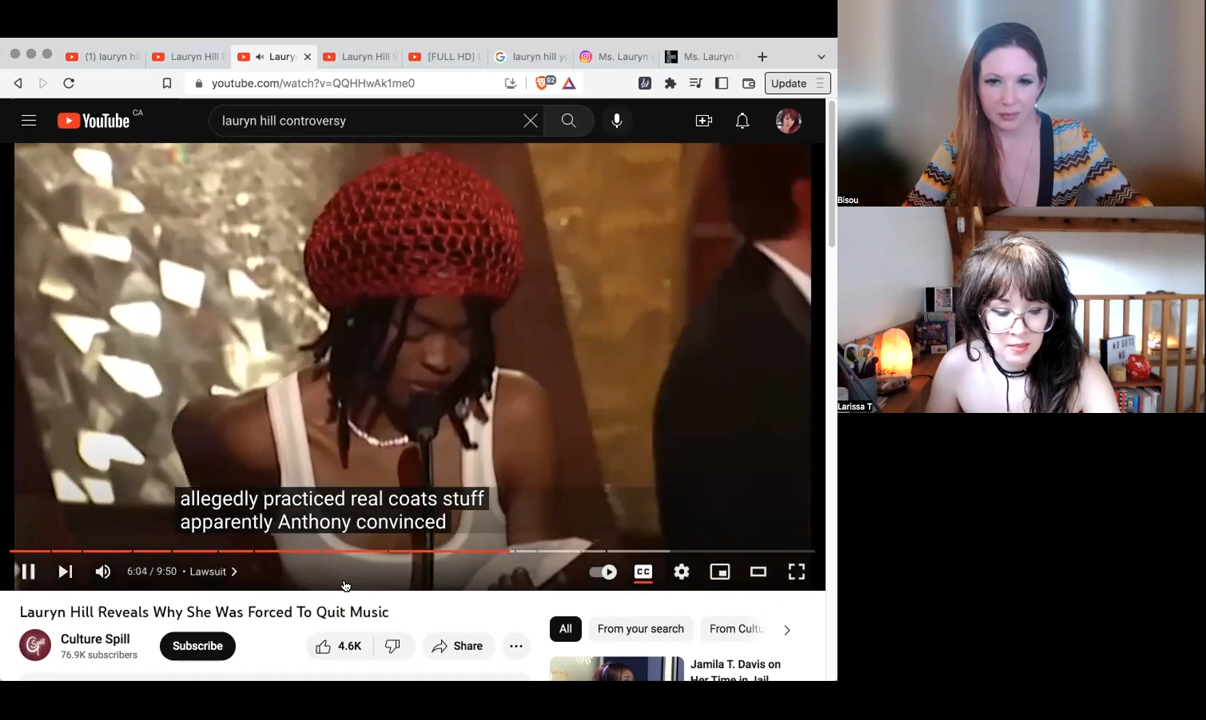 (1) lauryn hi
Lauryn Hill D
Laury
Lauryn Hill S
[FULL HD] L
lauryn hill yo
Ms. Lauryn
Ms. Lauryn
youtube.com/watch?v=QQHHwAk1me0
Update
YouTube CA
lauryn hill controversy
Bisou
Larissa T
allegedly practiced real coats stuff
apparently Anthony convinced
6:04 / 9:50 • Lawsuit
CC
Lauryn Hill Reveals Why She Was Forced To Quit Music
Culture Spill
76.9K subscribers
Subscribe
4.6K
Share
All
From your search
From Cultu
Jamila T. Davis on
Her Time in Jail